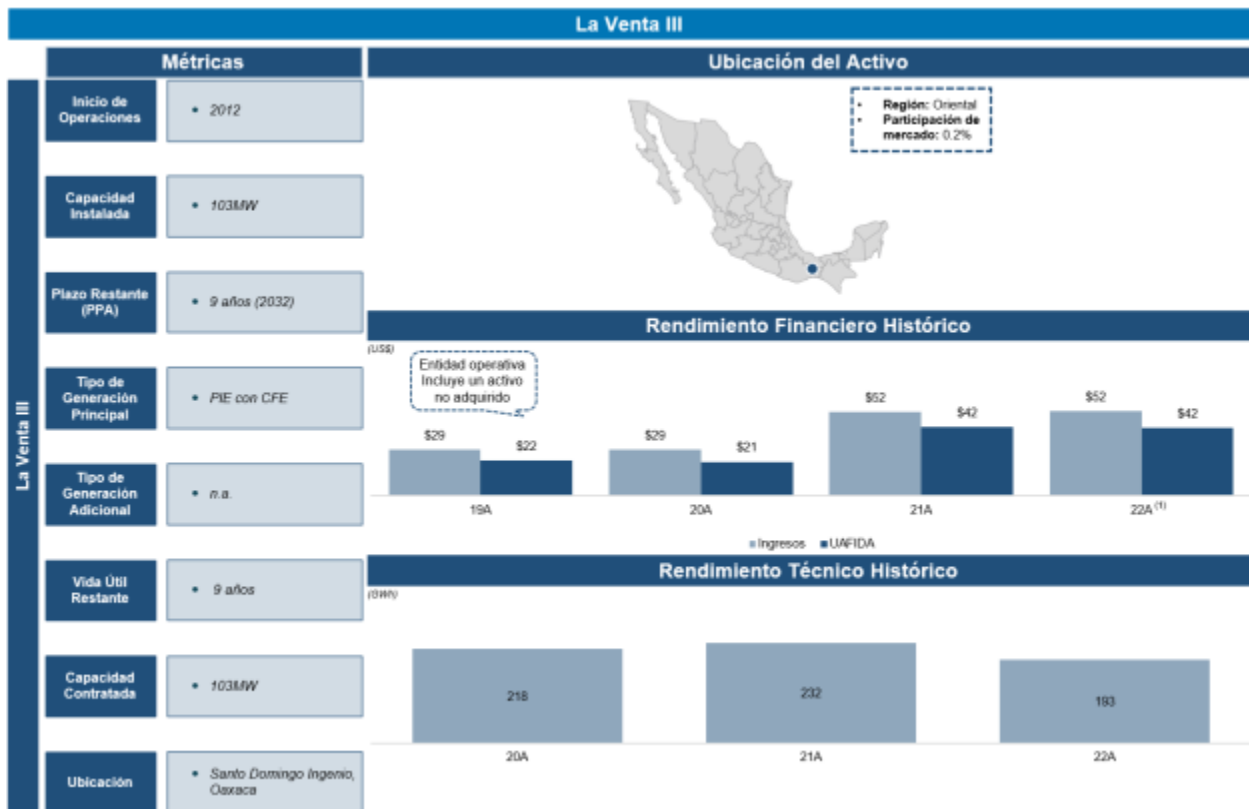 La Venta III
Métricas
Ubicación del Activo
La Venta III
Inicio de
Operaciones
• 2012
Capacidad
Instalada
• 103MW
Plazo Restante
(PPA)
• 9 años (2032)
Tipo de
Generación
Principal
• PIE con CFE
Tipo de
Generación
Adicional
• n.a.
Vida Útil
Restante
• 9 años
Capacidad
Contratada
• 103MW
Ubicación
• Santo Domingo Ingenio,
Oaxaca
• Región: Oriental
• Participación de
mercado: 0.2%
Rendimiento Financiero Histórico
(US$)
Entidad operativa
Incluye un activo
no adquirido
$29
$22
$29
$21
$52
$42
$52
$42
19A
20A
21A
22A (1)
Ingresos
UAFIDA
Rendimiento Técnico Histórico
(GWh)
218
232
193
20A
21A
22A